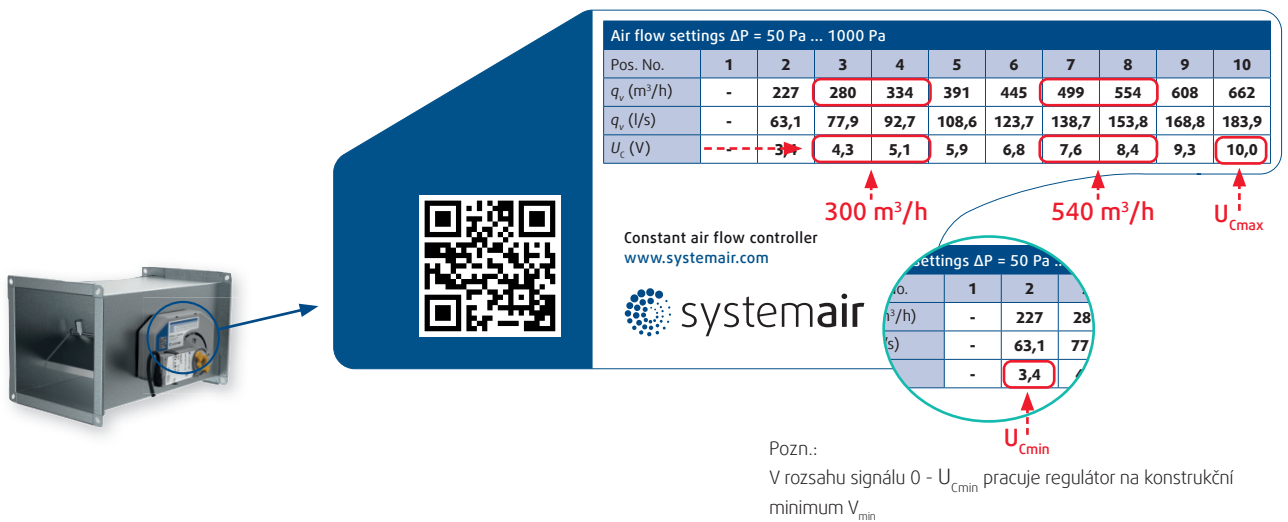 Air flow settings ΔP = 50 Pa ... 1000 Pa
Pos. No. 1 2 3 4 5 6 7 8 9 10
qv (m³/h) - 227 280 334 391 445 499 554 608 662
qv (l/s) - 63,1 77,9 92,7 108,6 123,7 138,7 153,8 168,8 183,9
Uc (V) - 3,4 4,3 5,1 5,9 6,8 7,6 8,4 9,3 10,0
300 m³/h 540 m³/h UCmax
Constant air flow controller
www.systemair.com
systemair
settings ΔP = 50 Pa ..
No. 1 2
m³/h) - 227 28
/s) - 63,1 77
- 3,4
UCmin
Pozn.:
V rozsahu signálu 0 - UCmin pracuje regulátor na konstrukční
minimum Vmin